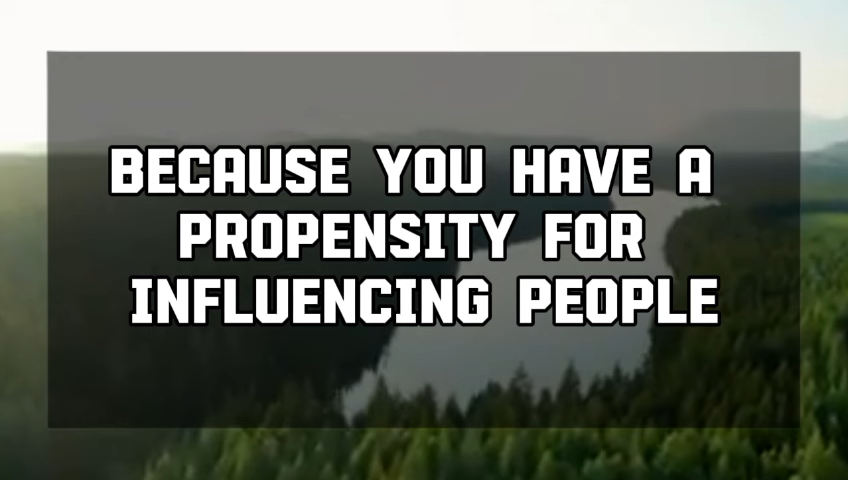 BECAUSE YOU HAVE A
PROPENSITY FOR
INFLUENCING PEOPLE